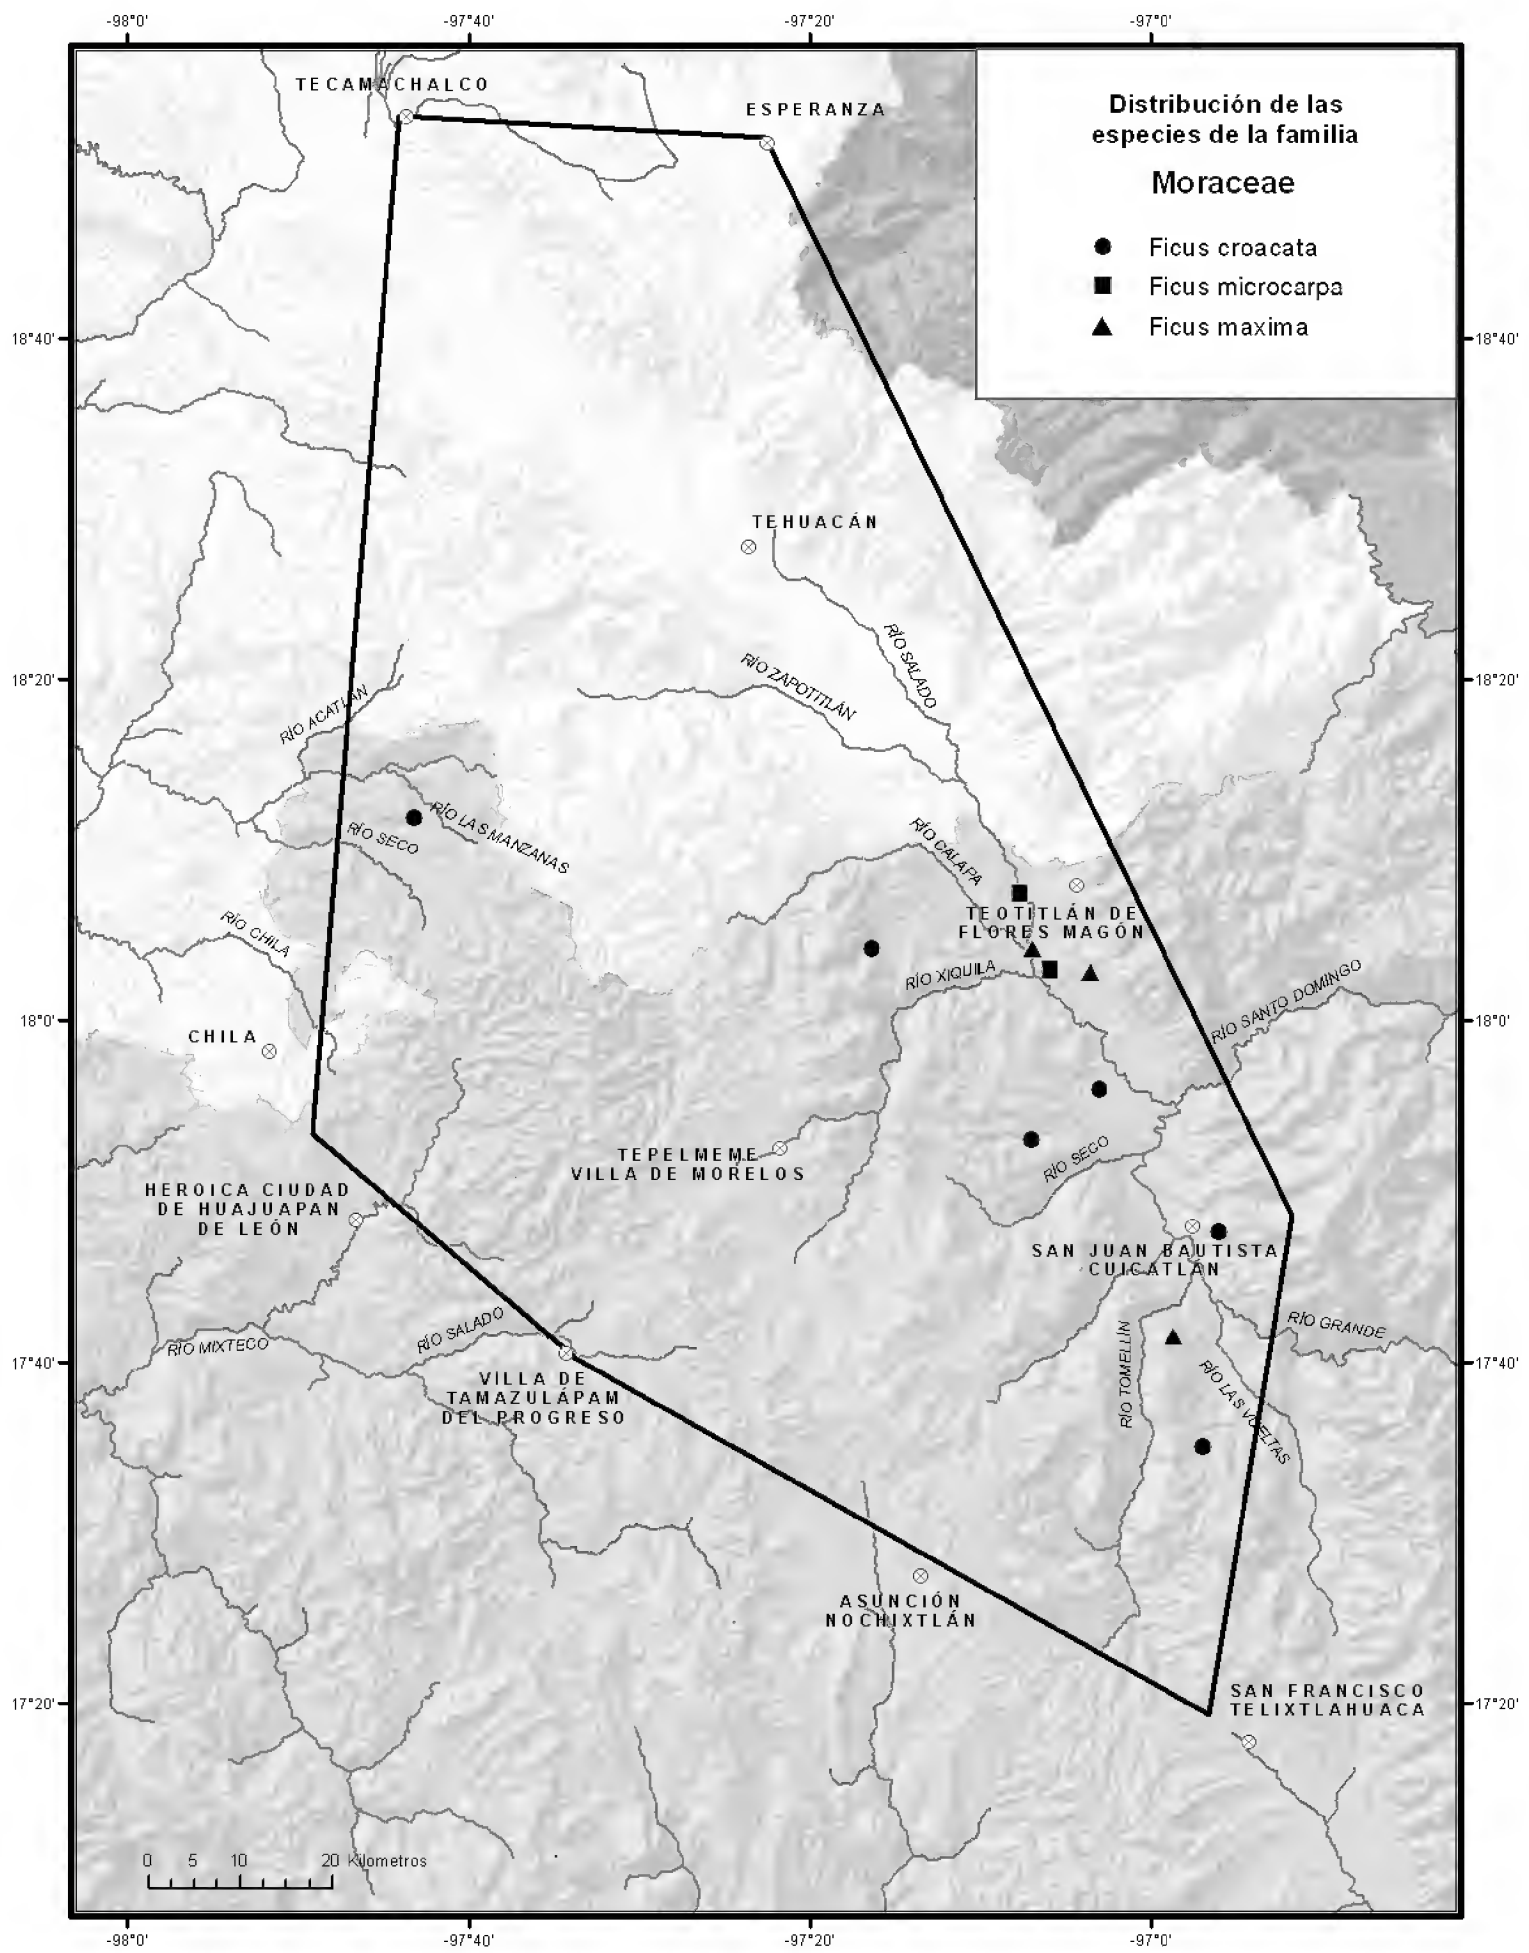 -98°0' -97°40' -97°20' -97°0'
TECAMACHALCO
ESPERANZA
Distribución de las
especies de la familia
Moraceae
Ficus croacata
Ficus microcarpa
Ficus maxima
18°40' 18°40'
TEHUACÁN
RÍO SALADO
RÍO ZAPOTITLÁN
18°20' 18°20'
RÍO ACATLÁN
RÍO LAS MANZANAS
RÍO SECO
RÍO CALAPA
TEOTITLÁN DE
FLORES MAGÓN
RÍO CHILA
RÍO XIQUILA
RÍO SANTO DOMINGO
18°0' 18°0'
CHILA
TEPELMEME
VILLA DE MORELOS
RÍO SECO
HEROICA CIUDAD
DE HUAJUAPAN
DE LEÓN
SAN JUAN BAUTISTA
CUICATLÁN
RÍO SALADO
RÍO MIXTECO
RÍO GRANDE
17°40' 17°40'
RÍO TOMELLÍN
RÍO LAS VUELTAS
VILLA DE
TAMAZULÁPAM
DEL PROGRESO
ASUNCIÓN
NOCHIXTLÁN
SAN FRANCISCO
TELIXTLAHUACA
17°20' 17°20'
0 5 10 20 Kilometros
-98°0' -97°40' -97°20' -97°0'